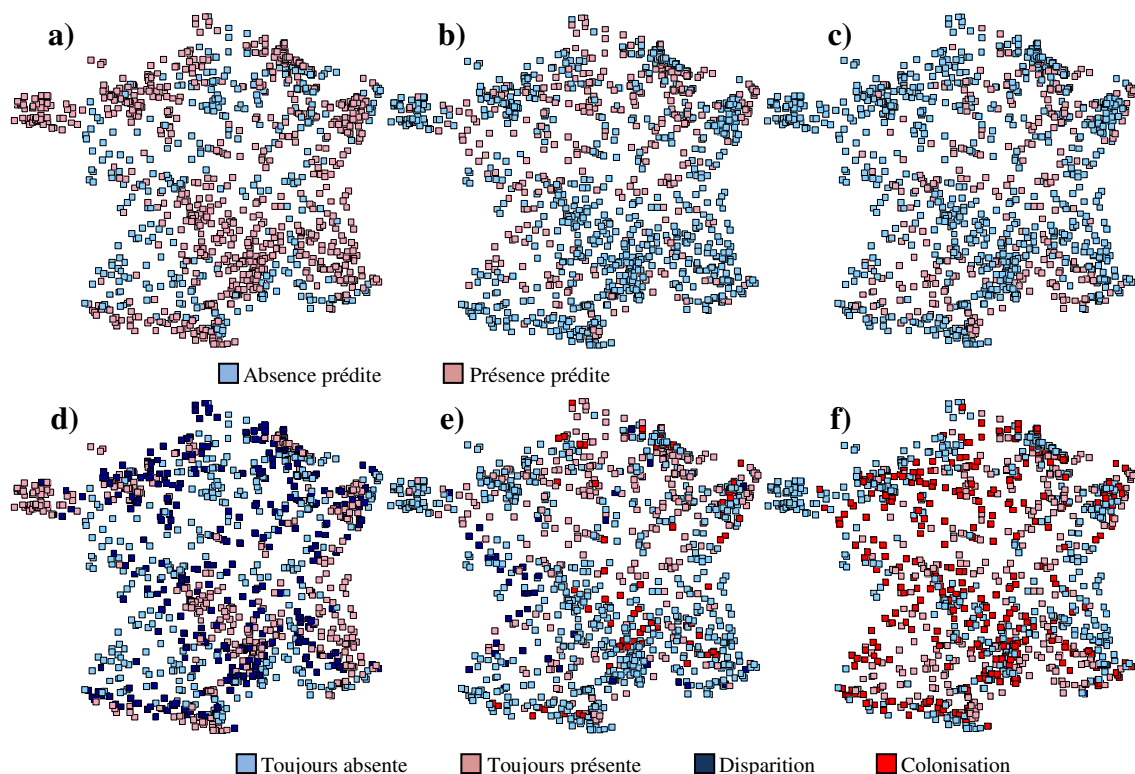 a) b) c)
Absence prédite Présence prédite
d) e) f)
Toujours absente Toujours présente Disparition Colonisation